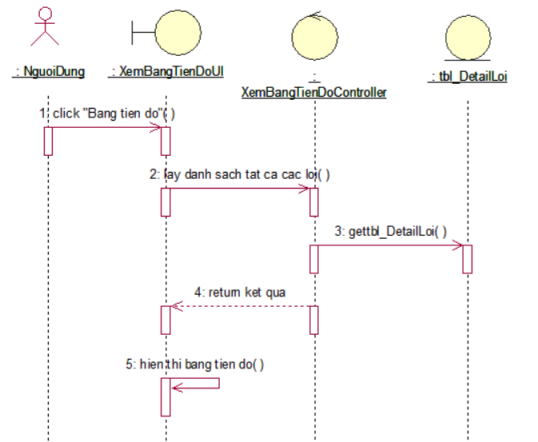 : NguoiDung
: XemBangTienDoUI
:
XemBangTienDoController
: tbl_DetailLoi
1: click "Bang tien do"( )
2: lay danh sach tat ca cac loi( )
3: gettbl_DetailLoi( )
4: return ket qua
5: hien thi bang tien do( )